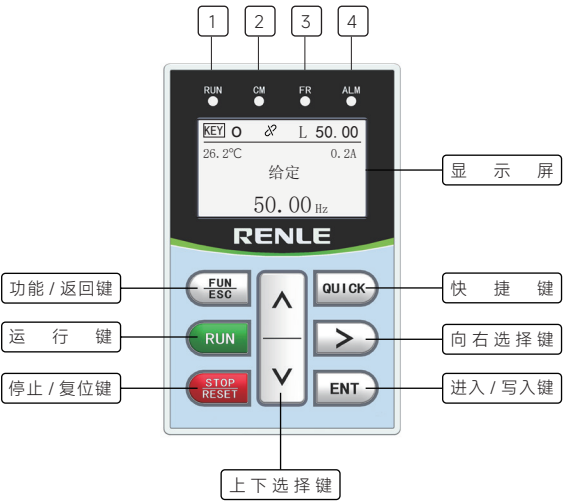 1 2 3 4
RUN CM FR ALM
KEY O L 50.00
26.2℃ 0.2A
给定
50.00Hz
RENLE
显示屏
功能/返回键
FUN
ESC
QUICK
快捷键
运行键
RUN
>
向右选择键
停止/复位键
STOP
RESET
ENT
进入/写入键
上下选择键